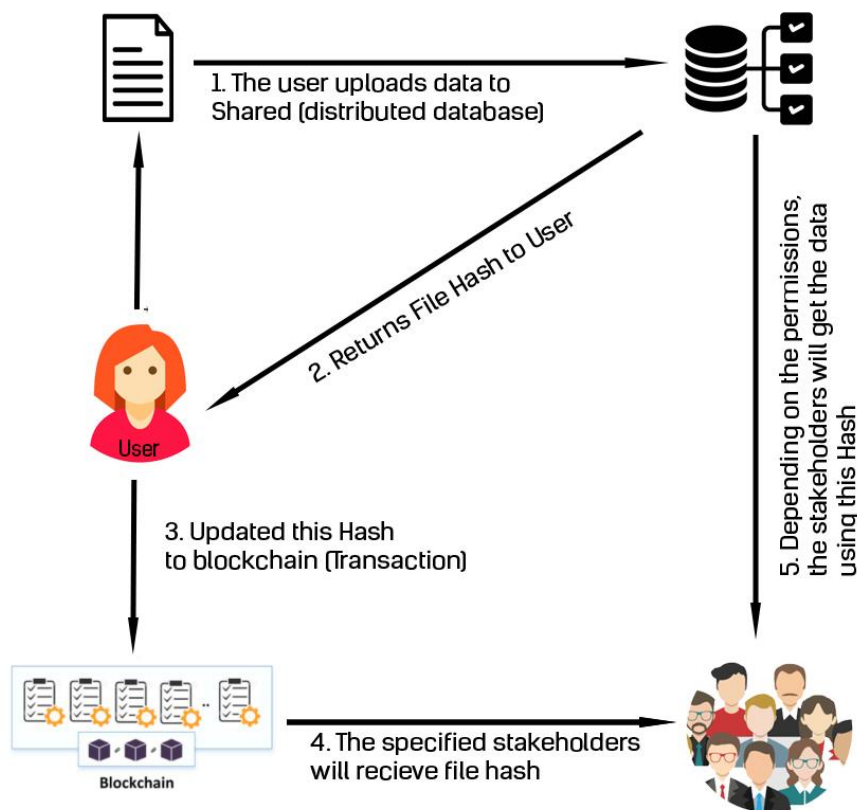 1. The user uploads data to
Shared (distributed database)
2. Returns File Hash to User
User
3. Updated this Hash
to blockchain (Transaction)
5. Depending on the permissions,
the stakeholders will get the data
using this Hash
..
Blockchain
4. The specified stakeholders
will recieve file hash